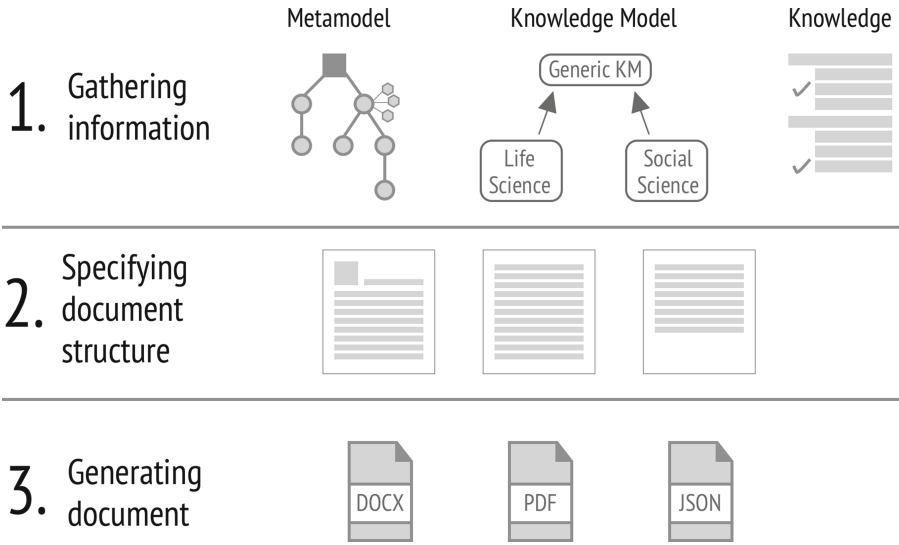 Metamodel
Knowledge Model
Knowledge
1.
Gathering
information
Generic KM
Life
Science
Social
Science
2.
Specifying
document
structure
3.
Generating
document
DOCX
PDF
JSON